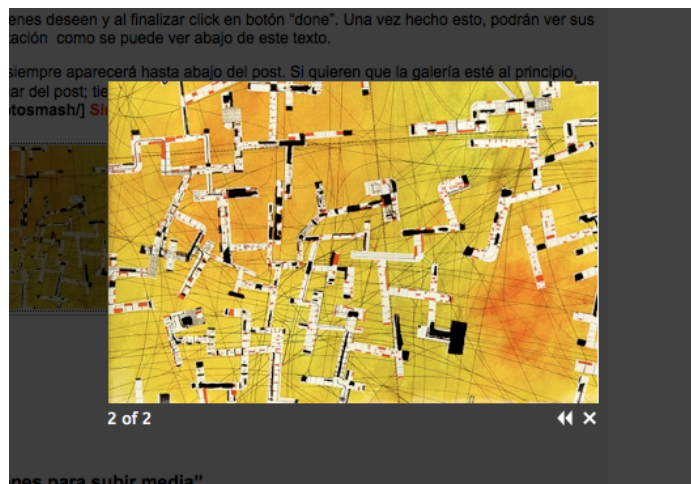 enes deseen y al finalizar click en botón “done”. Una vez hecho esto, podrán ver sus
tación como se puede ver abajo de este texto.
siempre aparecerá hasta abajo del post. Si quieren que la galería esté al principio,
ar del post; tie
otosmash/] Sli
2 of 2
nes para subir media”